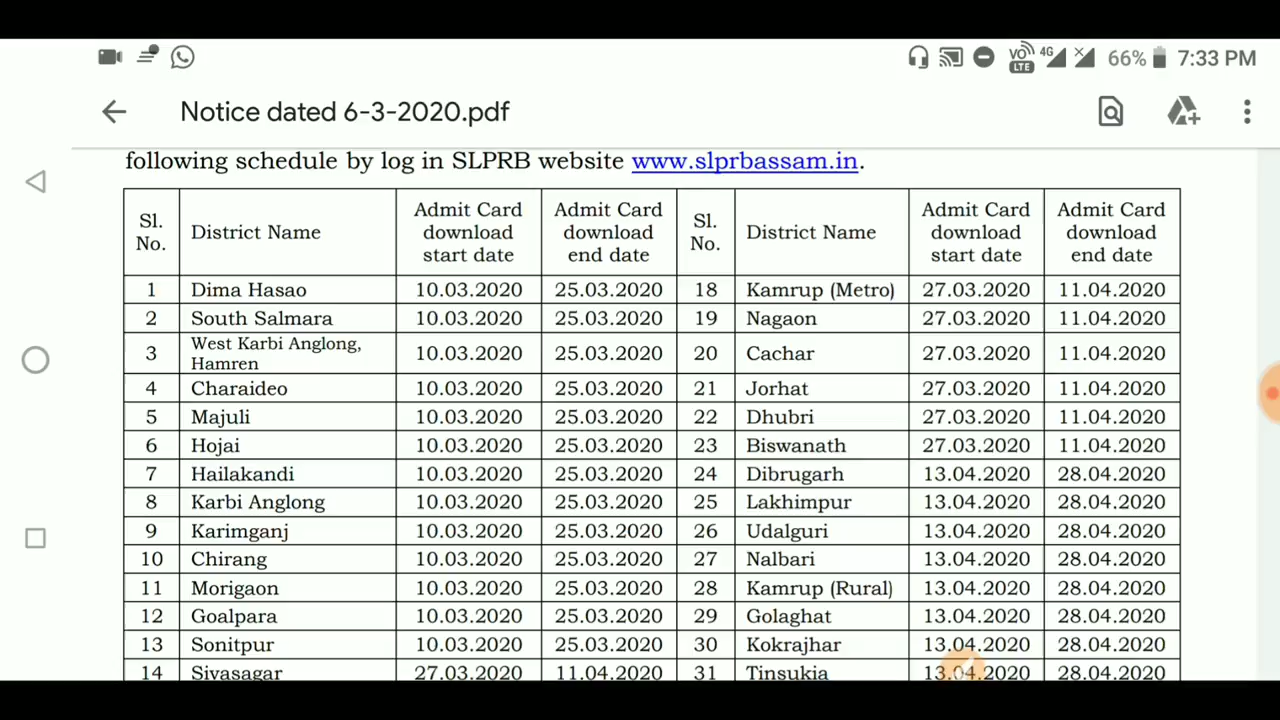 66% 7:33 PM
Notice dated 6-3-2020.pdf
following schedule by log in SLPRB website www.slprbassam.in.
Sl. No. District Name Admit Card download start date Admit Card download end date Sl. No. District Name Admit Card download start date Admit Card download end date
1 Dima Hasao 10.03.2020 25.03.2020 18 Kamrup (Metro) 27.03.2020 11.04.2020
2 South Salmara 10.03.2020 25.03.2020 19 Nagaon 27.03.2020 11.04.2020
3 West Karbi Anglong, Hamren 10.03.2020 25.03.2020 20 Cachar 27.03.2020 11.04.2020
4 Charaideo 10.03.2020 25.03.2020 21 Jorhat 27.03.2020 11.04.2020
5 Majuli 10.03.2020 25.03.2020 22 Dhubri 27.03.2020 11.04.2020
6 Hojai 10.03.2020 25.03.2020 23 Biswanath 27.03.2020 11.04.2020
7 Hailakandi 10.03.2020 25.03.2020 24 Dibrugarh 13.04.2020 28.04.2020
8 Karbi Anglong 10.03.2020 25.03.2020 25 Lakhimpur 13.04.2020 28.04.2020
9 Karimganj 10.03.2020 25.03.2020 26 Udalguri 13.04.2020 28.04.2020
10 Chirang 10.03.2020 25.03.2020 27 Nalbari 13.04.2020 28.04.2020
11 Morigaon 10.03.2020 25.03.2020 28 Kamrup (Rural) 13.04.2020 28.04.2020
12 Goalpara 10.03.2020 25.03.2020 29 Golaghat 13.04.2020 28.04.2020
13 Sonitpur 10.03.2020 25.03.2020 30 Kokrajhar 13.04.2020 28.04.2020
14 Sivasagar 27.03.2020 11.04.2020 31 Tinsukia 13.04.2020 28.04.2020